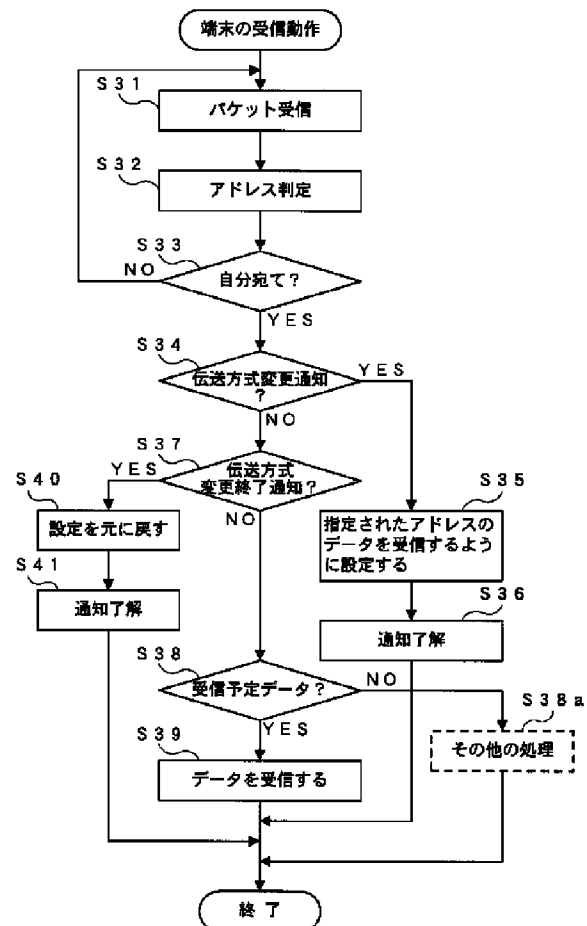 端末の受信動作
S31
パケット受信
S32
アドレス判定
S33
NO
自分宛て?
YES
S34
伝送方式変更通知
?
YES
NO
S37
伝送方式
変更終了通知?
YES
NO
S40
設定を元に戻す
S35
指定されたアドレスの
データを受信するよう
に設定する
S41
通知了解
S36
通知了解
S38
受信予定データ?
NO
YES
S38a
その他の処理
S39
データを受信する
終了